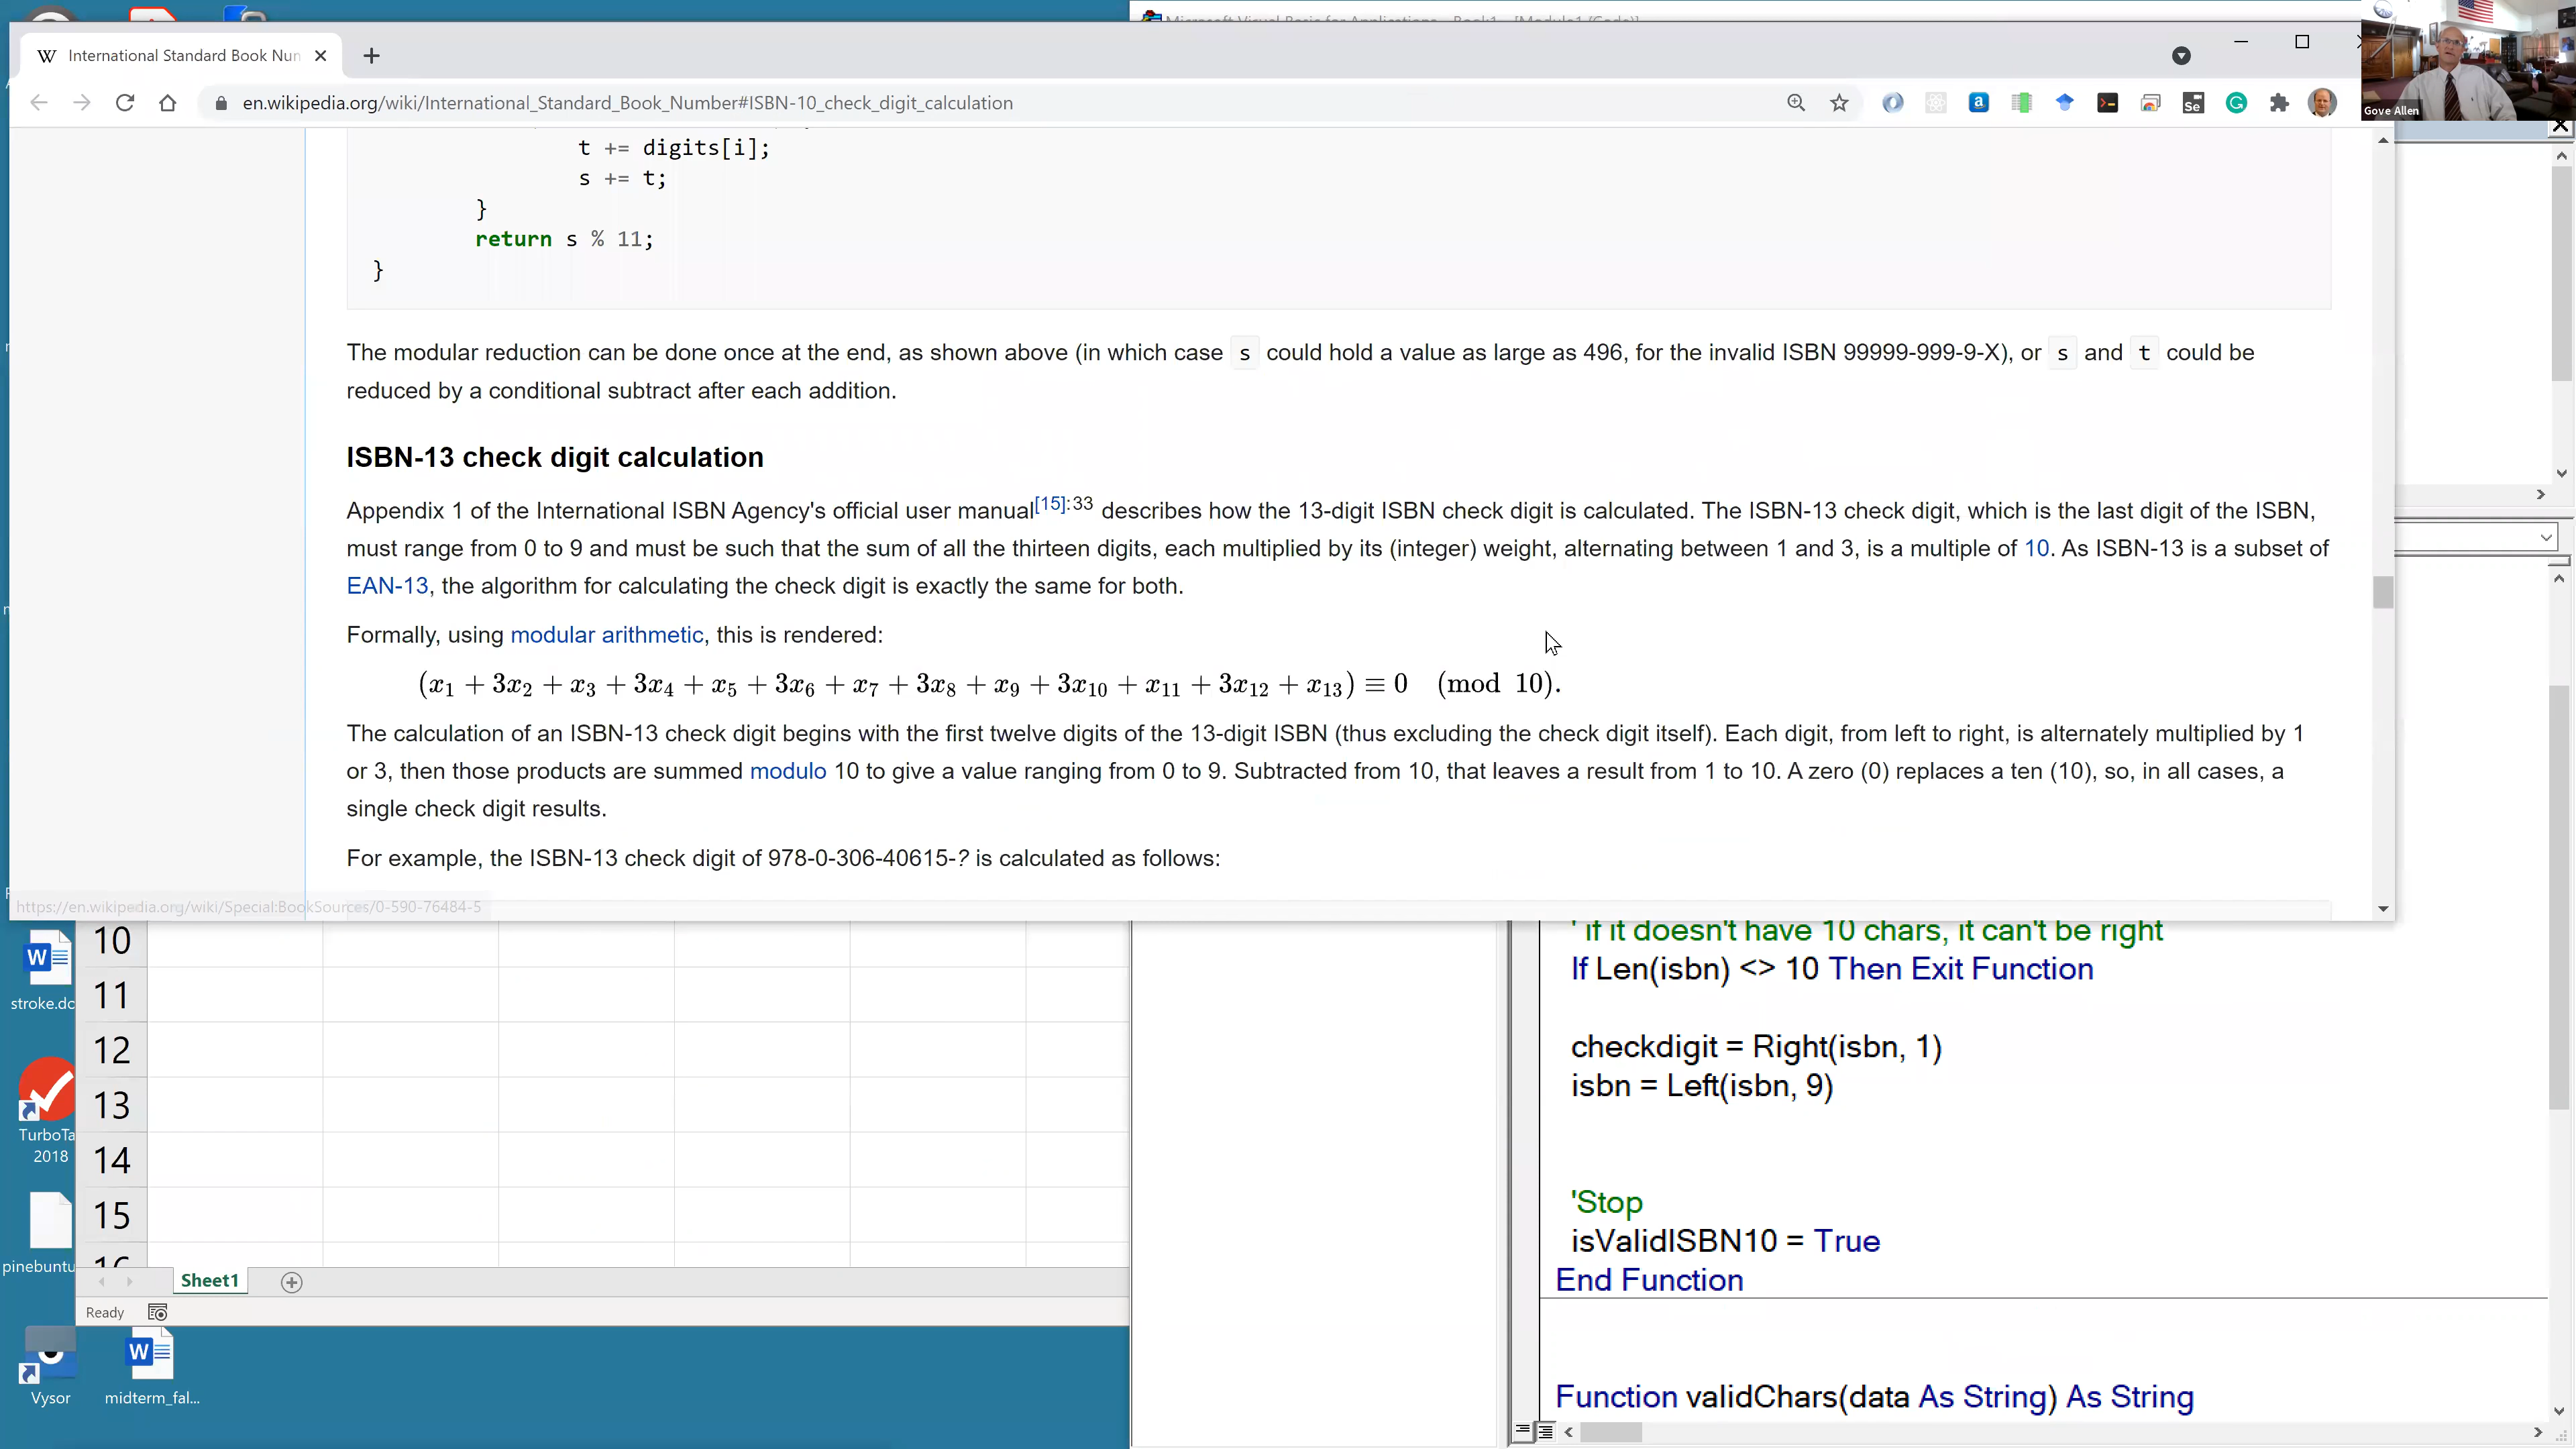 Microsoft Visual Basic for Applications - Book1 - [Module1 (Code)]
International Standard Book Nun
en.wikipedia.org/wiki/International_Standard_Book_Number#ISBN-10_check_digit_calculation
Gove Allen
t += digits[i];
s += t;
}
return s % 11;
}
The modular reduction can be done once at the end, as shown above (in which case s could hold a value as large as 496, for the invalid ISBN 99999-999-9-X), or s and t could be
reduced by a conditional subtract after each addition.
ISBN-13 check digit calculation
Appendix 1 of the International ISBN Agency's official user manual[15]:33 describes how the 13-digit ISBN check digit is calculated. The ISBN-13 check digit, which is the last digit of the ISBN,
must range from 0 to 9 and must be such that the sum of all the thirteen digits, each multiplied by its (integer) weight, alternating between 1 and 3, is a multiple of 10. As ISBN-13 is a subset of
EAN-13, the algorithm for calculating the check digit is exactly the same for both.
Formally, using modular arithmetic, this is rendered:
(x1 + 3x2 + x3 + 3x4 + x5 + 3x6 + x7 + 3x8 + x9 + 3x10 + x11 + 3x12 + x13) ≡ 0 (mod 10).
The calculation of an ISBN-13 check digit begins with the first twelve digits of the 13-digit ISBN (thus excluding the check digit itself). Each digit, from left to right, is alternately multiplied by 1
or 3, then those products are summed modulo 10 to give a value ranging from 0 to 9. Subtracted from 10, that leaves a result from 1 to 10. A zero (0) replaces a ten (10), so, in all cases, a
single check digit results.
For example, the ISBN-13 check digit of 978-0-306-40615-? is calculated as follows:
https://en.wikipedia.org/wiki/Special:BookSources/0-590-76484-5
10
11
12
13
14
15
16
Sheet1
Ready
stroke.dc
TurboTa
2018
pinebuntu
Vysor
midterm_fal...
' if it doesn't have 10 chars, it can't be right
If Len(isbn) <> 10 Then Exit Function
checkdigit = Right(isbn, 1)
isbn = Left(isbn, 9)
'Stop
isValidISBN10 = True
End Function
Function validChars(data As String) As String